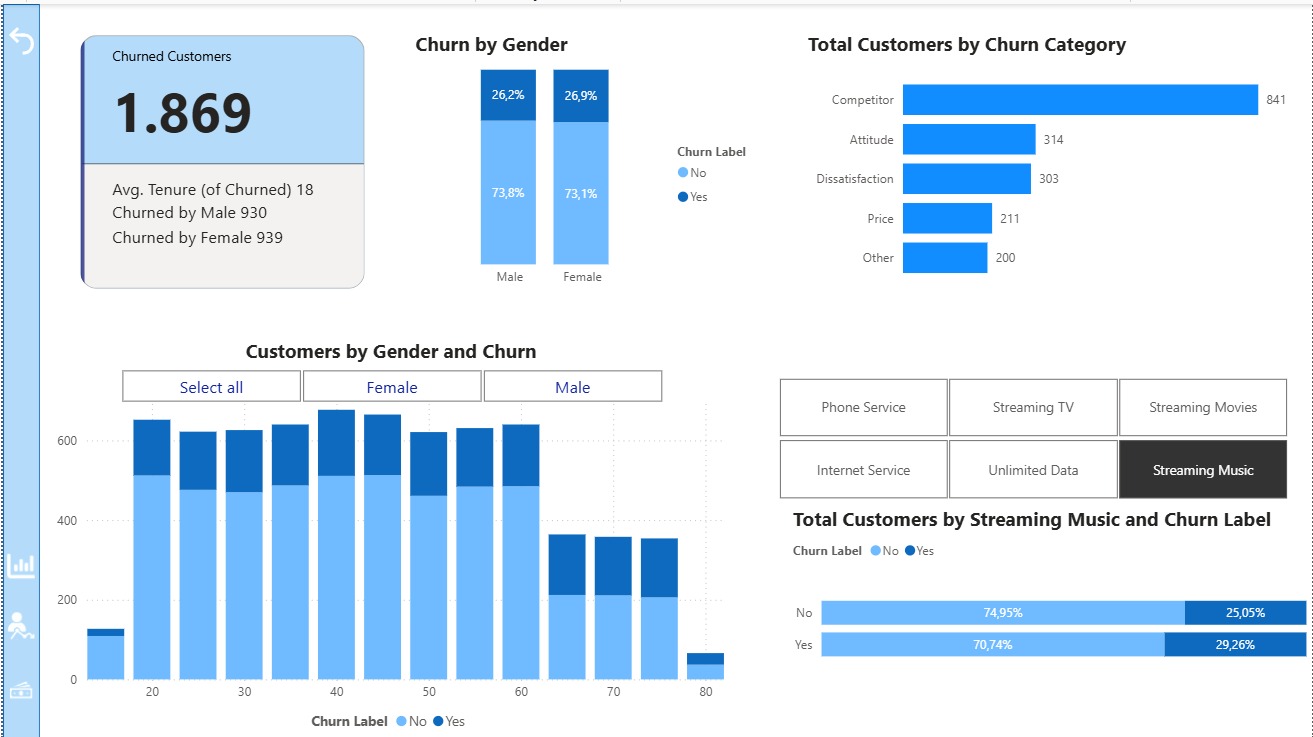 Churned Customers
1.869
Avg. Tenure (of Churned) 18
Churned by Male 930
Churned by Female 939
Churn by Gender
26,2%
26,9%
73,8%
73,1%
Male
Female
Churn Label
No
Yes
Total Customers by Churn Category
Competitor
841
Attitude
314
Dissatisfaction
303
Price
211
Other
200
Customers by Gender and Churn
Select all
Female
Male
600
400
200
0
20
30
40
50
60
70
80
Churn Label
No
Yes
Phone Service
Streaming TV
Streaming Movies
Internet Service
Unlimited Data
Streaming Music
Total Customers by Streaming Music and Churn Label
Churn Label
No
Yes
No
74,95%
25,05%
Yes
70,74%
29,26%